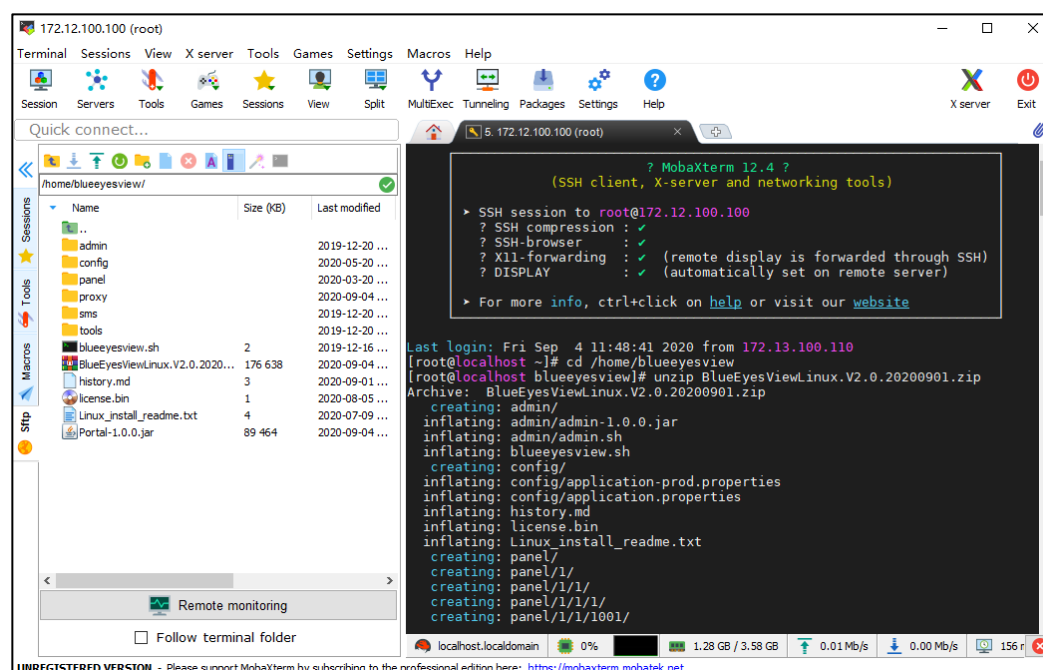 172.12.100.100 (root)
Terminal Sessions View X server Tools Games Settings Macros Help
Session Servers Tools Games Sessions View Split MultiExec Tunneling Packages Settings Help X server Exit
Quick connect...
5. 172.12.100.100 (root)
/home/blueeyesview/
Name Size (KB) Last modified
..
admin 2019-12-20 ...
config 2020-05-20 ...
panel 2020-03-20 ...
proxy 2020-09-04 ...
sms 2019-12-20 ...
tools 2019-12-20 ...
blueeyesview.sh 2 2019-12-16 ...
BlueEyesViewLinux.V2.0.2020... 176 638 2020-09-04 ...
history.md 3 2020-09-01 ...
license.bin 1 2020-08-05 ...
Linux_install_readme.txt 4 2020-07-09 ...
Portal-1.0.0.jar 89 464 2020-09-04 ...
Sessions
Tools
Macros
Sftp
Remote monitoring
Follow terminal folder
? MobaXterm 12.4 ?
(SSH client, X-server and networking tools)
➤ SSH session to root@172.12.100.100
? SSH compression : ✔
? SSH-browser : ✔
? X11-forwarding : ✔ (remote display is forwarded through SSH)
? DISPLAY : ✔ (automatically set on remote server)
➤ For more info, ctrl+click on help or visit our website
Last login: Fri Sep 4 11:48:41 2020 from 172.13.100.110
[root@localhost ~]# cd /home/blueeyesview
[root@localhost blueeyesview]# unzip BlueEyesViewLinux.V2.0.20200901.zip
Archive: BlueEyesViewLinux.V2.0.20200901.zip
creating: admin/
inflating: admin/admin-1.0.0.jar
inflating: admin/admin.sh
inflating: blueeyesview.sh
creating: config/
inflating: config/application-prod.properties
inflating: config/application.properties
inflating: history.md
inflating: license.bin
inflating: Linux_install_readme.txt
creating: panel/
creating: panel/1/
creating: panel/1/1/
creating: panel/1/1/1/
creating: panel/1/1/1001/
localhost.localdomain 0% 1.28 GB / 3.58 GB 0.01 Mb/s 0.00 Mb/s 156 r
UNREGISTERED VERSION - Please support MobaXterm by subscribing to the professional edition here: https://mobaxterm.mobatek.net